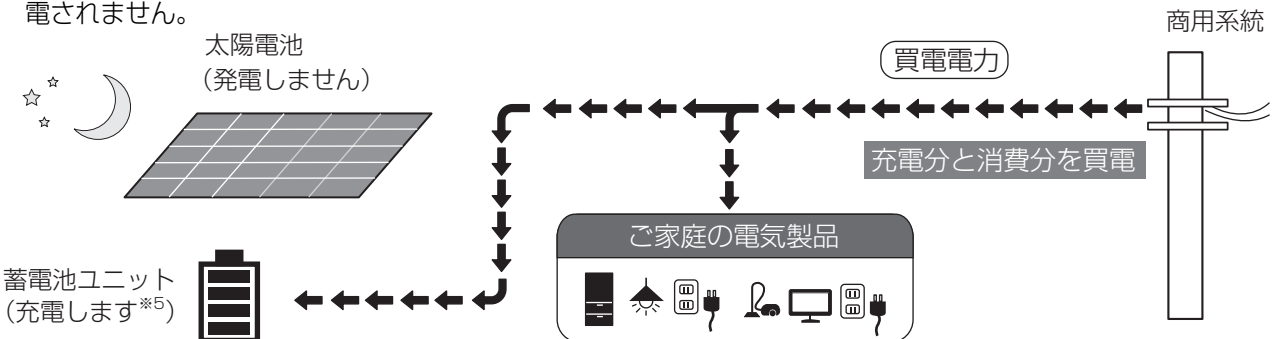 電されません。
商用系統
太陽電池
（発電しません）
買電電力
充電分と消費分を買電
ご家庭の電気製品
蓄電池ユニット
（充電します※5）